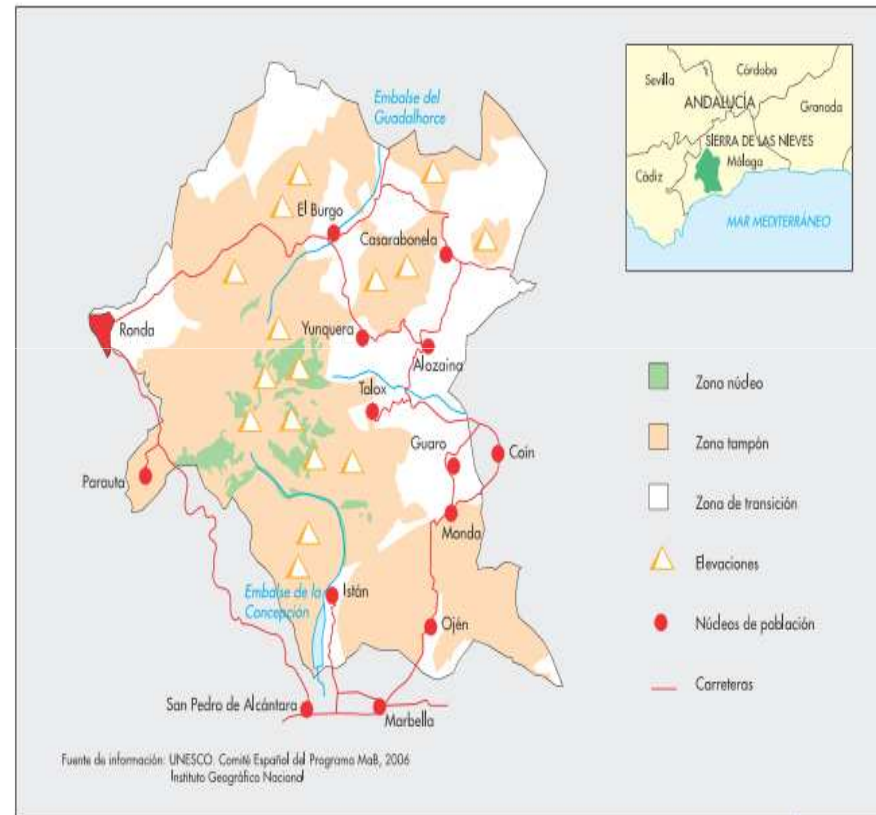 Embalse del
Guadalhorce
El Burgo
Casarabonela
Ronda
Yunquera
Alozaina
Talox
Guaro
Coín
Parauta
Monda
Embalse de la
Concepción
Istán
Ojén
San Pedro de Alcántara
Marbella
Fuente de información: UNESCO. Comité Español del Programa MaB, 2006
Instituto Geográfico Nacional
Sevilla
Córdoba
ANDALUCÍA
Granada
SIERRA DE LAS NIEVES
Málaga
Cádiz
MAR MEDITERRÁNEO
Zona núcleo
Zona tampón
Zona de transición
Elevaciones
Núcleos de población
Carreteras